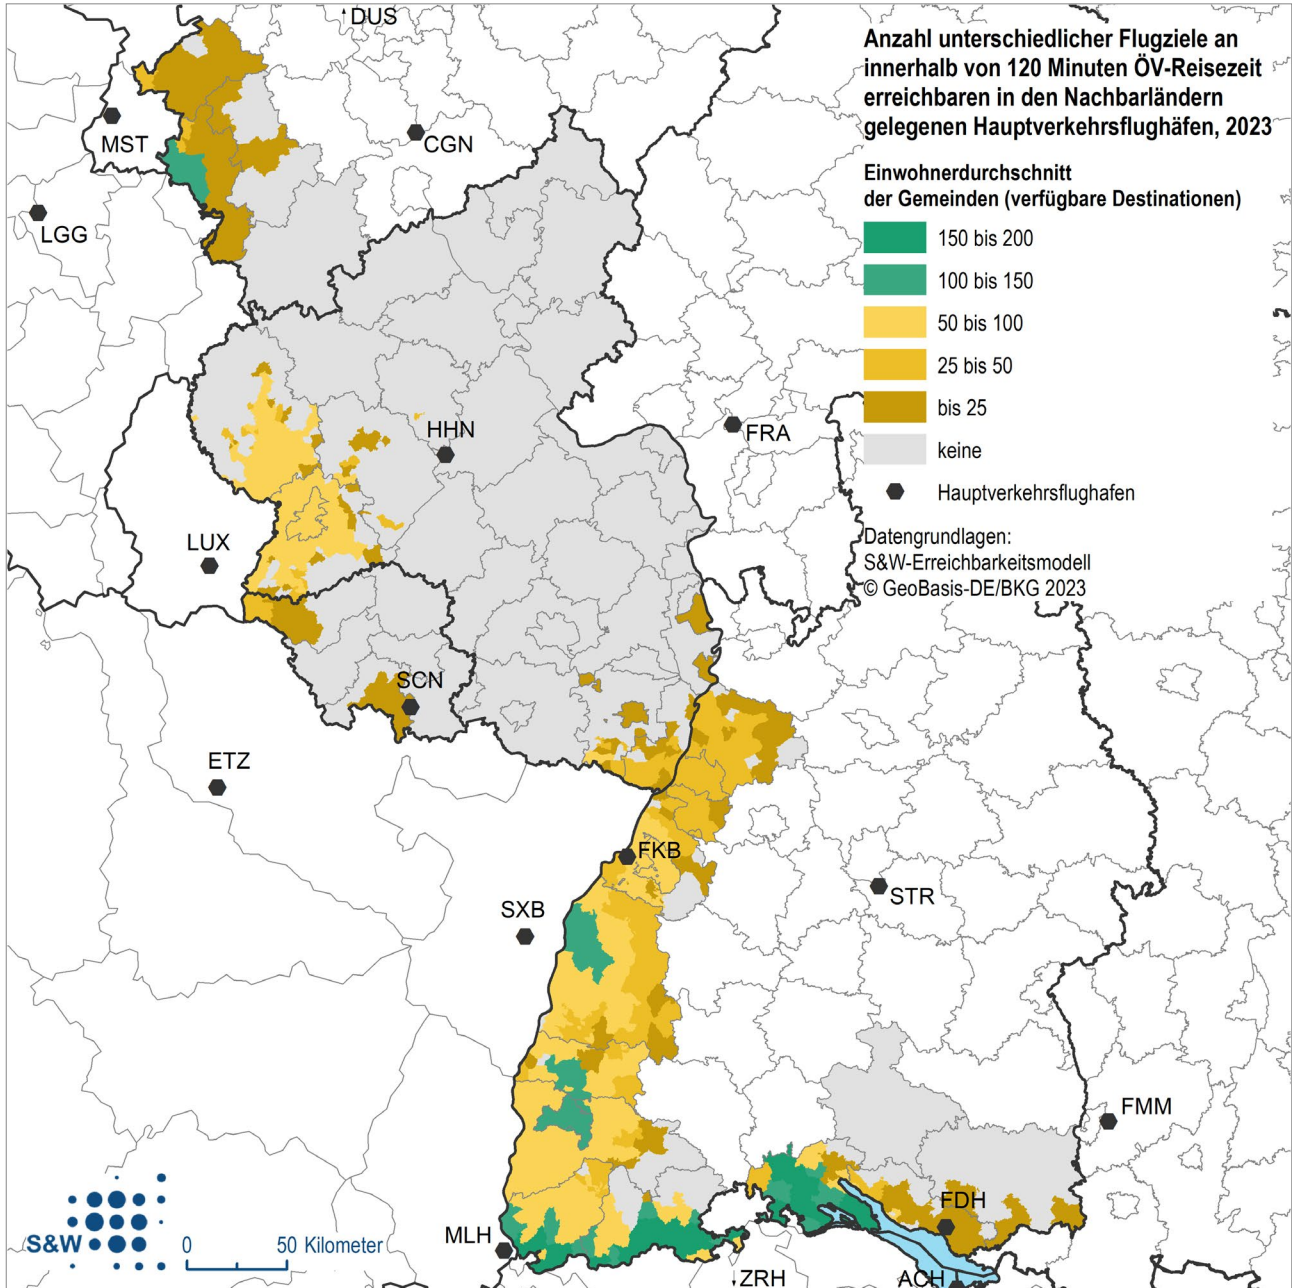 DUS
Anzahl unterschiedlicher Flugziele an
innerhalb von 120 Minuten ÖV-Reisezeit
erreichbaren in den Nachbarländern
gelegenen Hauptverkehrsflughäfen, 2023
MST
CGN
Einwohnerdurchschnitt
der Gemeinden (verfügbare Destinationen)
LGG
150 bis 200
100 bis 150
50 bis 100
25 bis 50
bis 25
keine
Hauptverkehrsflughafen
HHN
FRA
LUX
Datengrundlagen:
S&W-Erreichbarkeitsmodell
© GeoBasis-DE/BKG 2023
SCN
ETZ
FKB
STR
SXB
FMM
FDH
MLH
S&W
0 50 Kilometer
ZRH
ACH